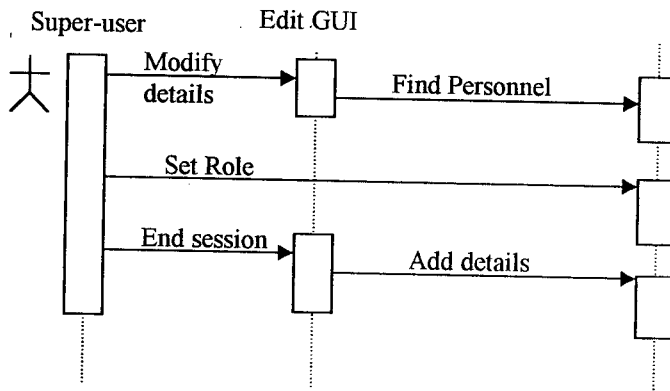 Super-user
Edit GUI
Modify
details
Find Personnel
Set Role
End session
Add details